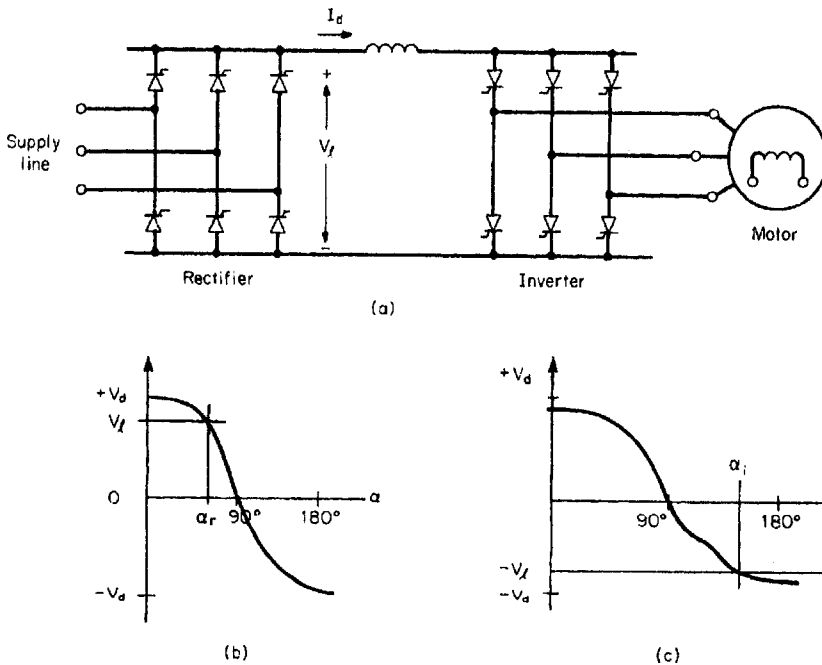 I_d
+
V_ℓ
−
Supply
line
Rectifier
Inverter
Motor
(a)
+V_d
V_ℓ
0
−V_d
α_r
90°
180°
α
(b)
+V_d
α_i
90°
180°
−V_ℓ
−V_d
(c)